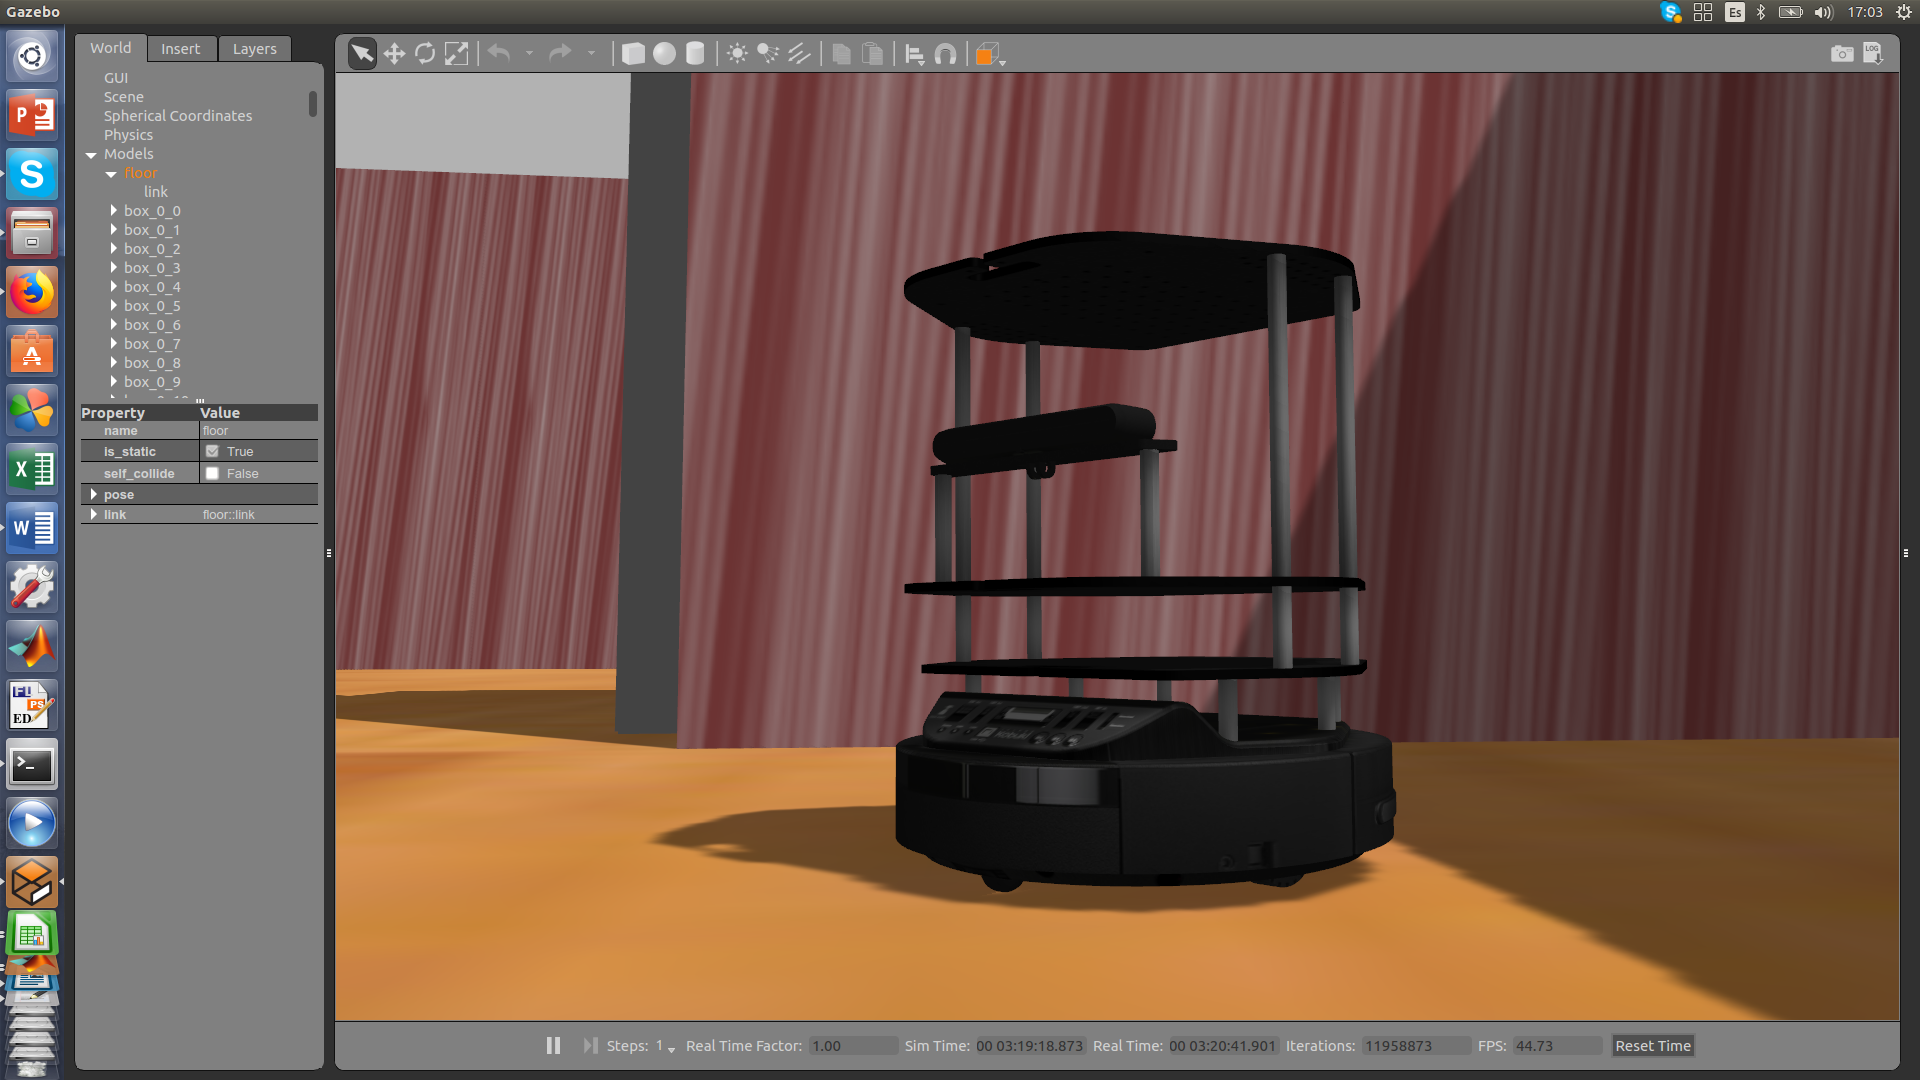 Gazebo
Es
17:03
World
Insert
Layers
LOG
GUI
Scene
Spherical Coordinates
Physics
Models
floor
link
box_0_0
box_0_1
box_0_2
box_0_3
box_0_4
box_0_5
box_0_6
box_0_7
box_0_8
box_0_9
Property Value
name floor
is_static True
self_collide False
pose
link floor::link
Steps: 1
Real Time Factor: 1.00
Sim Time: 00 03:19:18.873
Real Time: 00 03:20:41.901
Iterations: 11958873
FPS: 44.73
Reset Time